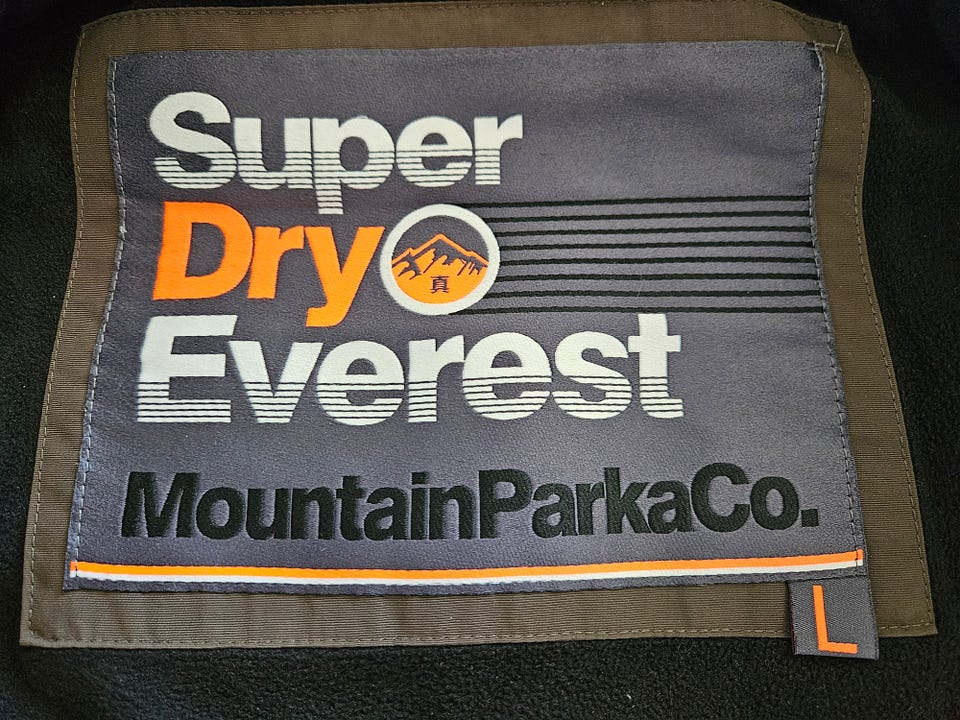 Super
Dry
真
Everest
MountainParkaCo.
L